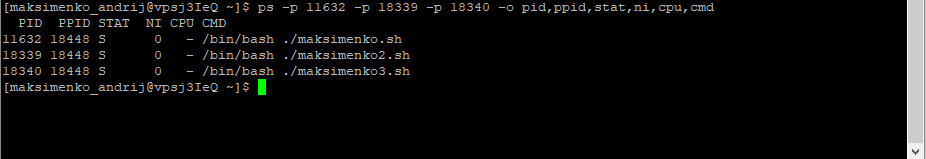 [maksimenko_andrij@vpsj3IeQ ~]$ ps -p 11632 -p 18339 -p 18340 -o pid,ppid,stat,ni,cpu,cmd
  PID  PPID STAT  NI CPU CMD
11632 18448 S      0   - /bin/bash ./maksimenko.sh
18339 18448 S      0   - /bin/bash ./maksimenko2.sh
18340 18448 S      0   - /bin/bash ./maksimenko3.sh
[maksimenko_andrij@vpsj3IeQ ~]$